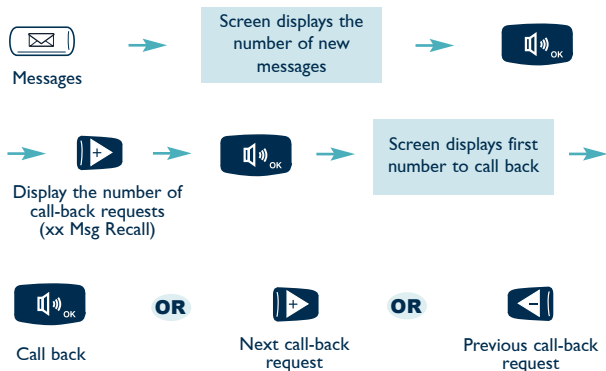 Screen displays the
number of new
messages
OK
Messages
+
OK
Screen displays first
number to call back
Display the number of
call-back requests
(xx Msg Recall)
OK
OR
+
OR
-
Call back
Next call-back
request
Previous call-back
request